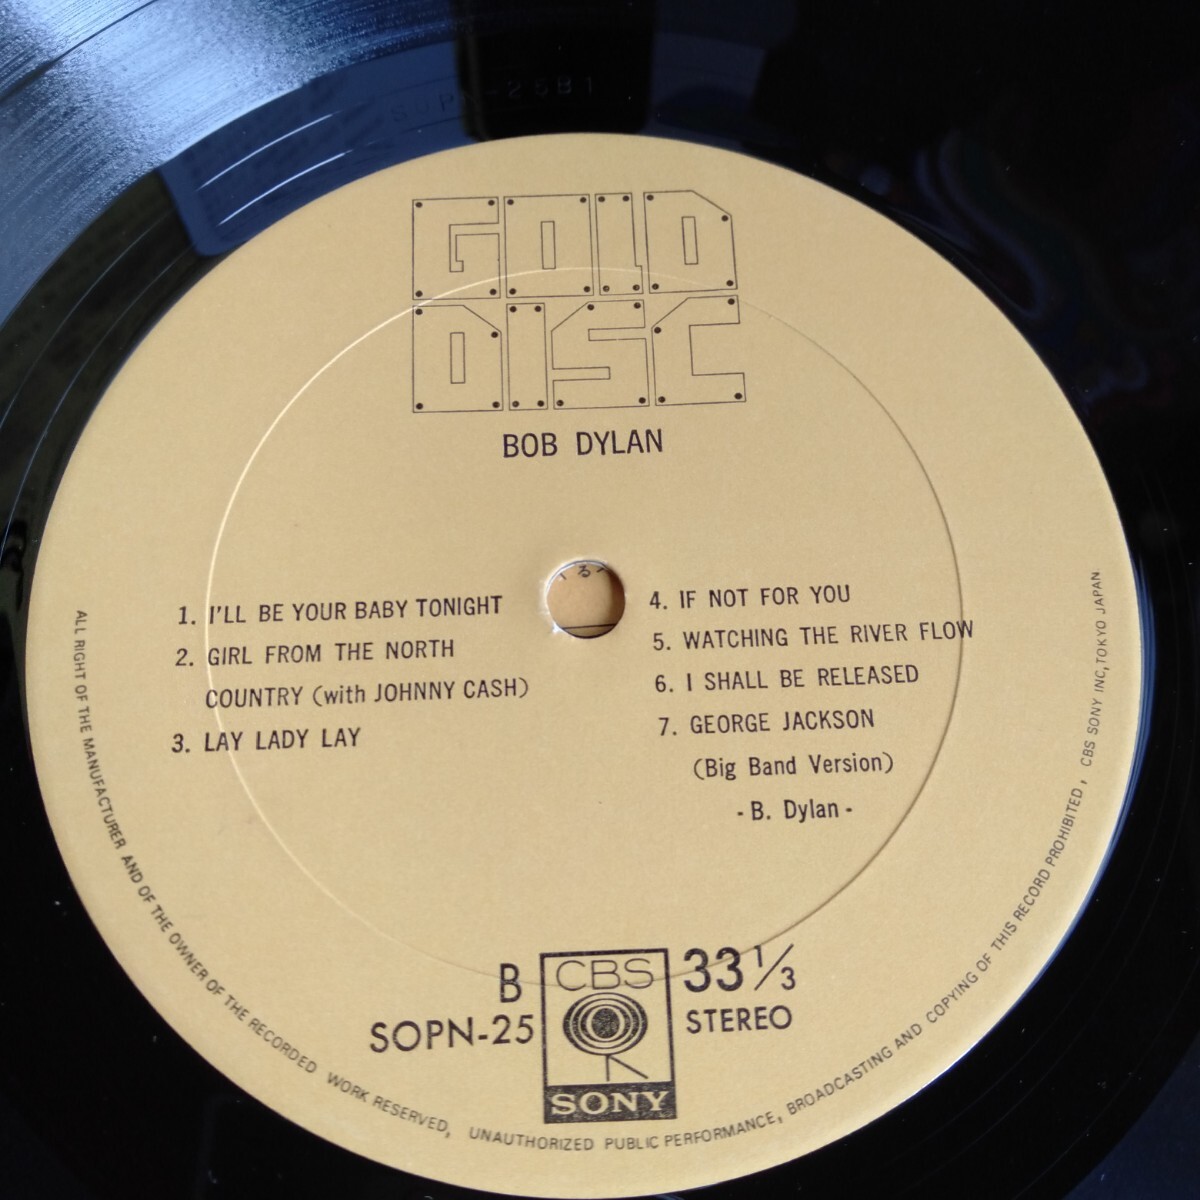 SOPN-25B1
GOLD
DISC
BOB DYLAN
1. I'LL BE YOUR BABY TONIGHT
2. GIRL FROM THE NORTH
COUNTRY (with JOHNNY CASH)
3. LAY LADY LAY
4. IF NOT FOR YOU
5. WATCHING THE RIVER FLOW
6. I SHALL BE RELEASED
7. GEORGE JACKSON
(Big Band Version)
- B. Dylan -
B
SOPN-25
CBS
SONY
33 1/3
STEREO
ALL RIGHT OF THE MANUFACTURER AND OF THE OWNER OF THE RECORDED WORK RESERVED, UNAUTHORIZED PUBLIC PERFORMANCE, BROADCASTING AND COPYING OF THIS RECORD PROHIBITED, CBS SONY INC, TOKYO JAPAN